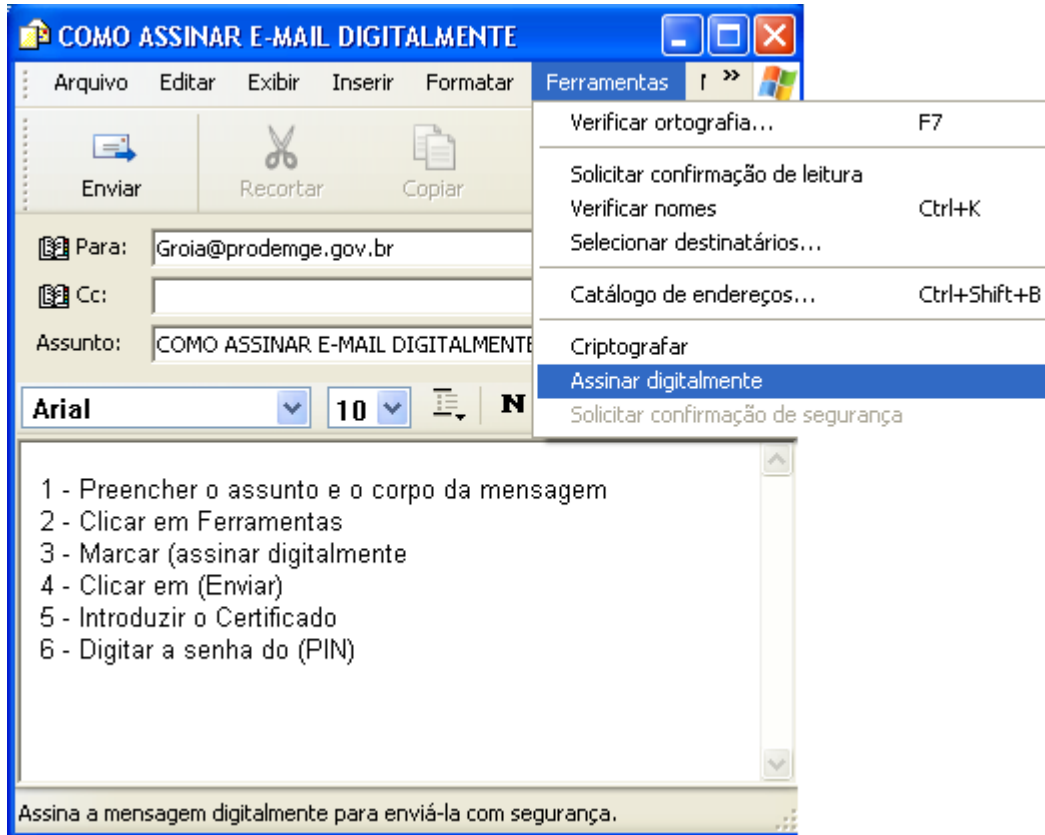 COMO ASSINAR E-MAIL DIGITALMENTE
Arquivo Editar Exibir Inserir Formatar Ferramentas »
Verificar ortografia... F7
Solicitar confirmação de leitura
Verificar nomes Ctrl+K
Selecionar destinatários...
Catálogo de endereços... Ctrl+Shift+B
Criptografar
Assinar digitalmente
Solicitar confirmação de segurança
Enviar Recortar Copiar
Para: Groia@prodemge.gov.br
Cc:
Assunto: COMO ASSINAR E-MAIL DIGITALMENTE
Arial 10 N
1 - Preencher o assunto e o corpo da mensagem
2 - Clicar em Ferramentas
3 - Marcar (assinar digitalmente
4 - Clicar em (Enviar)
5 - Introduzir o Certificado
6 - Digitar a senha do (PIN)
Assina a mensagem digitalmente para enviá-la com segurança.